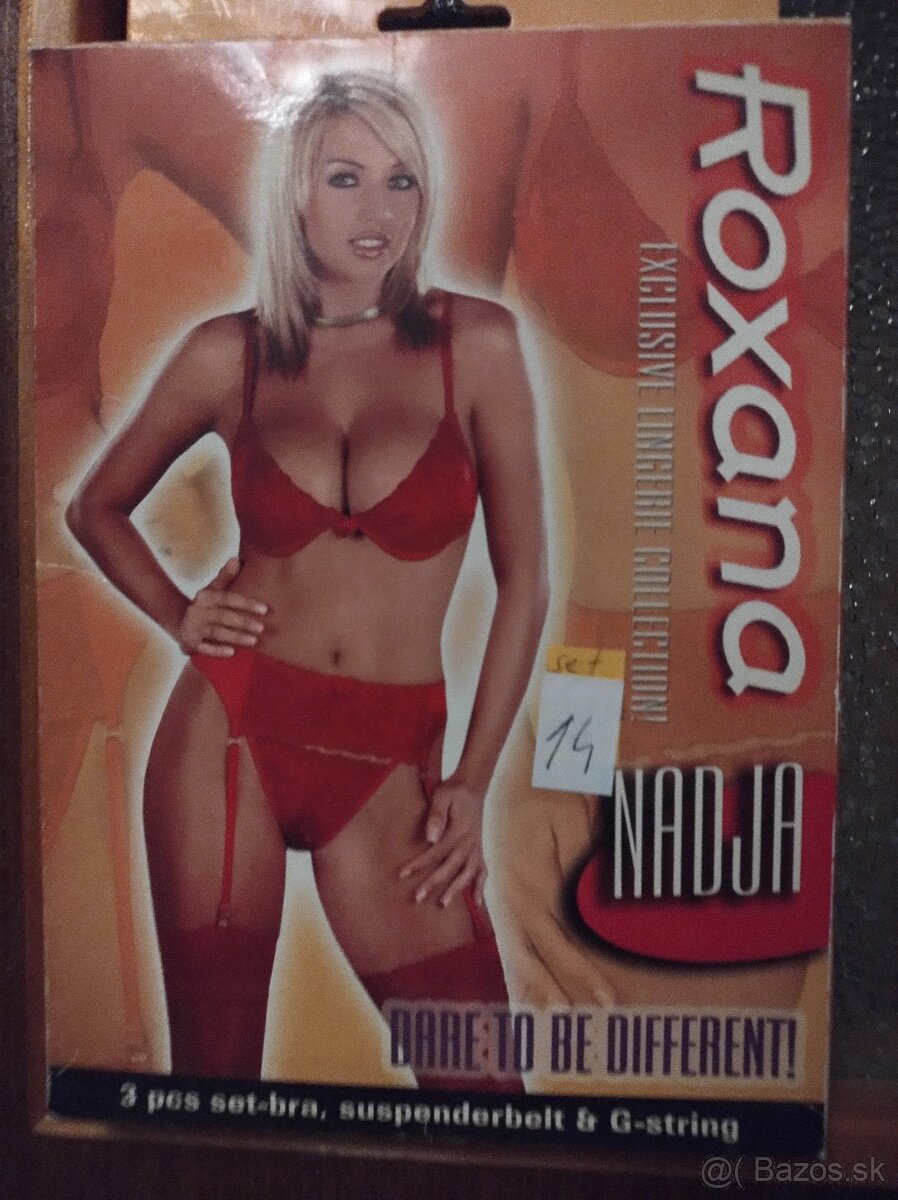 Roxana
EXCLUSIVE LINGERIE COLLECTION!
set
14
NADJA
DARE TO BE DIFFERENT!
3 pcs set-bra, suspenderbelt & G-string
@( Bazos.sk